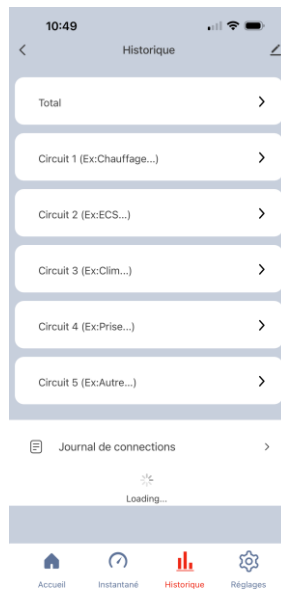 10:49
Historique
Total
Circuit 1 (Ex:Chauffage...)
Circuit 2 (Ex:ECS...)
Circuit 3 (Ex:Clim...)
Circuit 4 (Ex:Prise...)
Circuit 5 (Ex:Autre...)
Journal de connections
Loading...
Accueil Instantané Historique Réglages